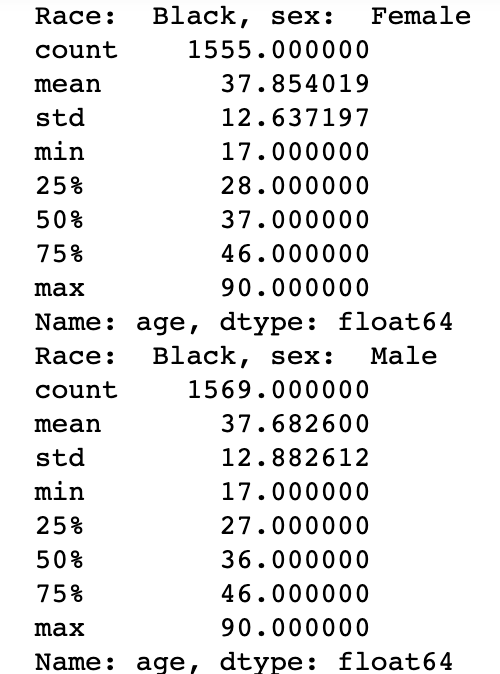 Race:  Black, sex:  Female
count    1555.000000
mean       37.854019
std        12.637197
min        17.000000
25%        28.000000
50%        37.000000
75%        46.000000
max        90.000000
Name: age, dtype: float64
Race:  Black, sex:  Male
count    1569.000000
mean       37.682600
std        12.882612
min        17.000000
25%        27.000000
50%        36.000000
75%        46.000000
max        90.000000
Name: age, dtype: float64